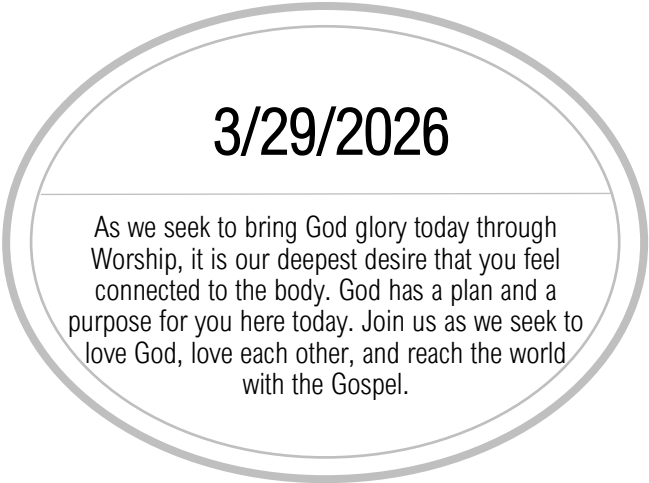 3/29/2026
As we seek to bring God glory today through
Worship, it is our deepest desire that you feel
connected to the body. God has a plan and a
purpose for you here today. Join us as we seek to
love God, love each other, and reach the world
with the Gospel.